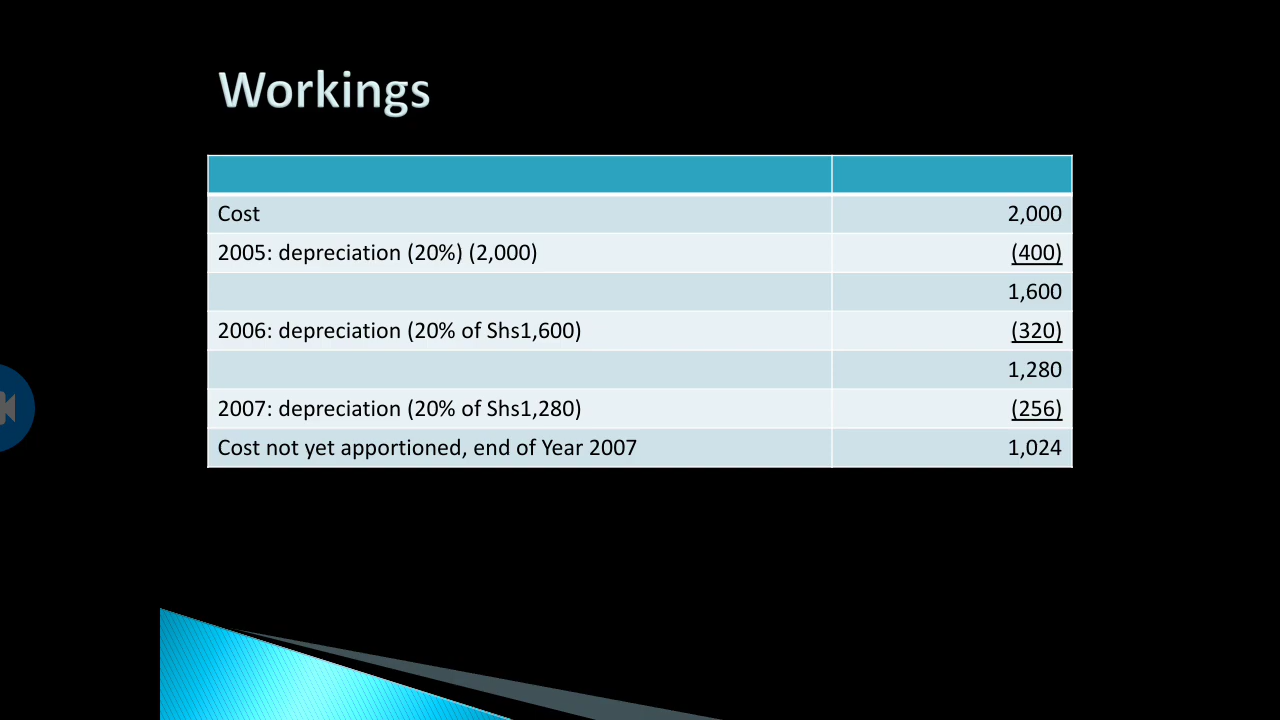 Workings
Cost 2,000
2005: depreciation (20%) (2,000) (400)
1,600
2006: depreciation (20% of Shs1,600) (320)
1,280
2007: depreciation (20% of Shs1,280) (256)
Cost not yet apportioned, end of Year 2007 1,024